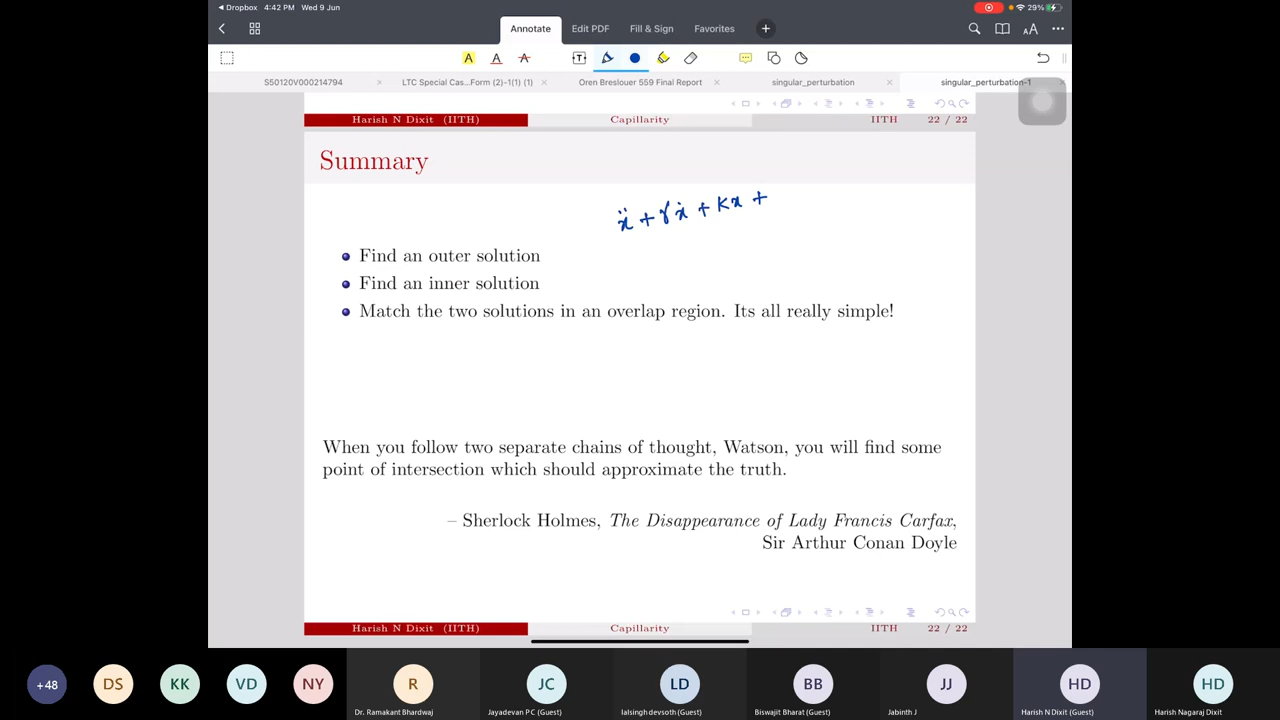 Dropbox 4:42 PM Wed 9 Jun 29%
Annotate Edit PDF Fill & Sign Favorites +
S50120V000214794 LTC Special Cas...Form (2)-1(1) (1) Oren Breslouer 559 Final Report singular_perturbation singular_perturbation-1
Harish N Dixit (IITH) Capillarity IITH 22 / 22
Summary
ẍ + γẋ + kx +
Find an outer solution
Find an inner solution
Match the two solutions in an overlap region. Its all really simple!
When you follow two separate chains of thought, Watson, you will find some
point of intersection which should approximate the truth.
– Sherlock Holmes, The Disappearance of Lady Francis Carfax,
Sir Arthur Conan Doyle
Harish N Dixit (IITH) Capillarity IITH 22 / 22
+48 DS KK VD NY R JC LD BB JJ HD HD
Dr. Ramakant Bhardwaj Jayadevan P C (Guest) lalsingh devsoth (Guest) Biswajit Bharat (Guest) Jabinth J Harish N Dixit (Guest) Harish Nagaraj Dixit